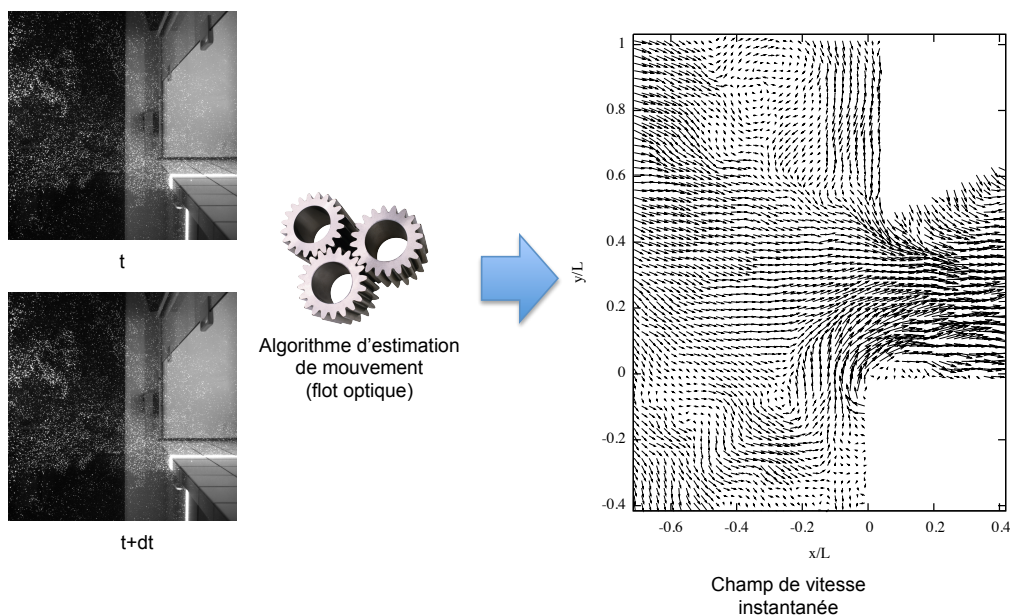 t
t+dt
Algorithme d'estimation
de mouvement
(flot optique)
1
0.8
0.6
0.4
0.2
0
-0.2
-0.4
y/L
-0.6
-0.4
-0.2
0
0.2
0.4
x/L
Champ de vitesse
instantanée